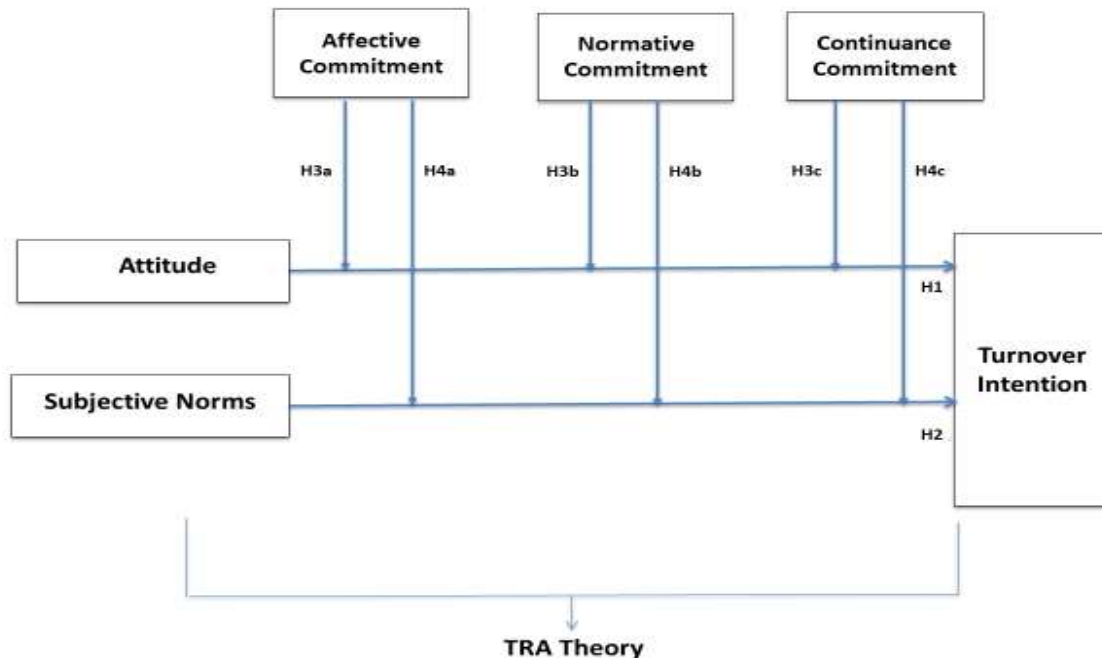 Affective
Commitment
Normative
Commitment
Continuance
Commitment
H3a
H4a
H3b
H4b
H3c
H4c
Attitude
H1
Turnover
Intention
Subjective Norms
H2
TRA Theory